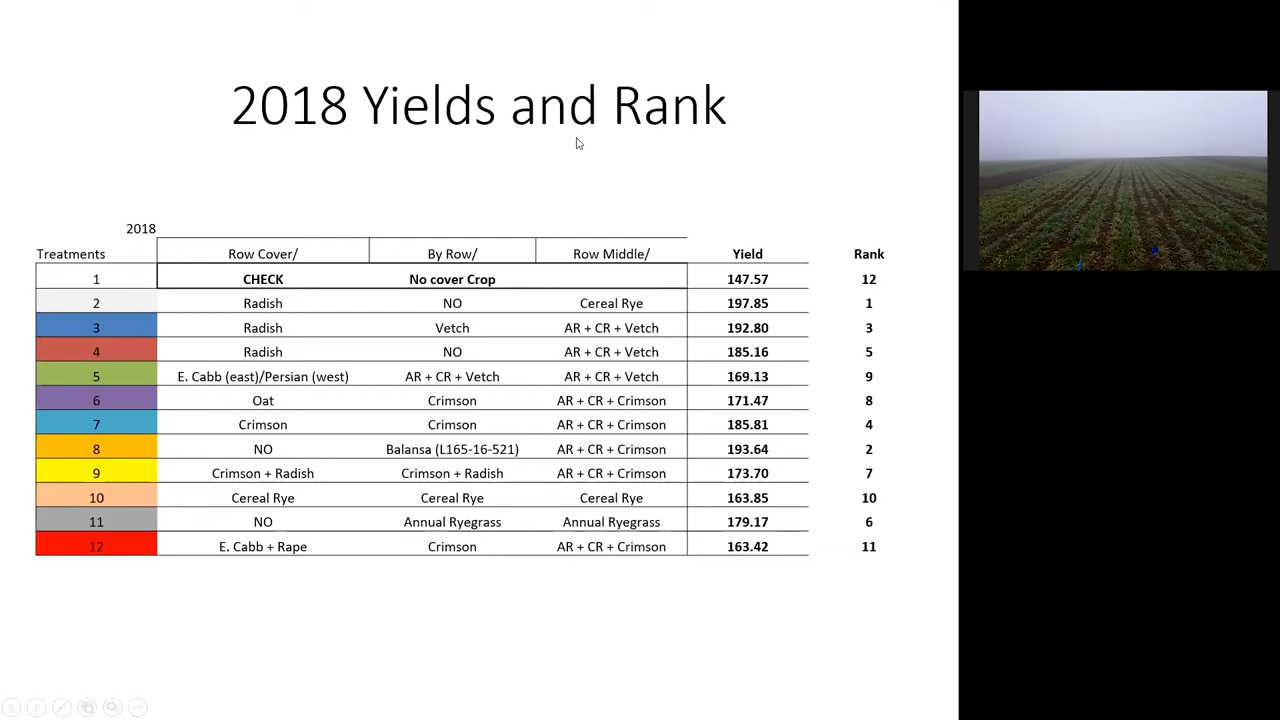 2018 Yields and Rank
2018
Treatments Row Cover/ By Row/ Row Middle/ Yield Rank
1 CHECK No cover Crop 147.57 12
2 Radish NO Cereal Rye 197.85 1
3 Radish Vetch AR + CR + Vetch 192.80 3
4 Radish NO AR + CR + Vetch 185.16 5
5 E. Cabb (east)/Persian (west) AR + CR + Vetch AR + CR + Vetch 169.13 9
6 Oat Crimson AR + CR + Crimson 171.47 8
7 Crimson Crimson AR + CR + Crimson 185.81 4
8 NO Balansa (L165-16-521) AR + CR + Crimson 193.64 2
9 Crimson + Radish Crimson + Radish AR + CR + Crimson 173.70 7
10 Cereal Rye Cereal Rye Cereal Rye 163.85 10
11 NO Annual Ryegrass Annual Ryegrass 179.17 6
12 E. Cabb + Rape Crimson AR + CR + Crimson 163.42 11